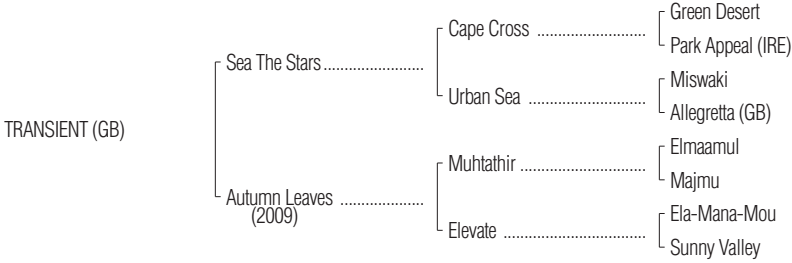 Green Desert
Cape Cross ..............................
Park Appeal (IRE)
Sea The Stars............................
Miswaki
Urban Sea ................................
Allegretta (GB)
TRANSIENT (GB)
Elmaamul
Muhtathir ..................................
Majmu
Autumn Leaves .......................
(2009)
Ela-Mana-Mou
Elevate ......................................
Sunny Valley